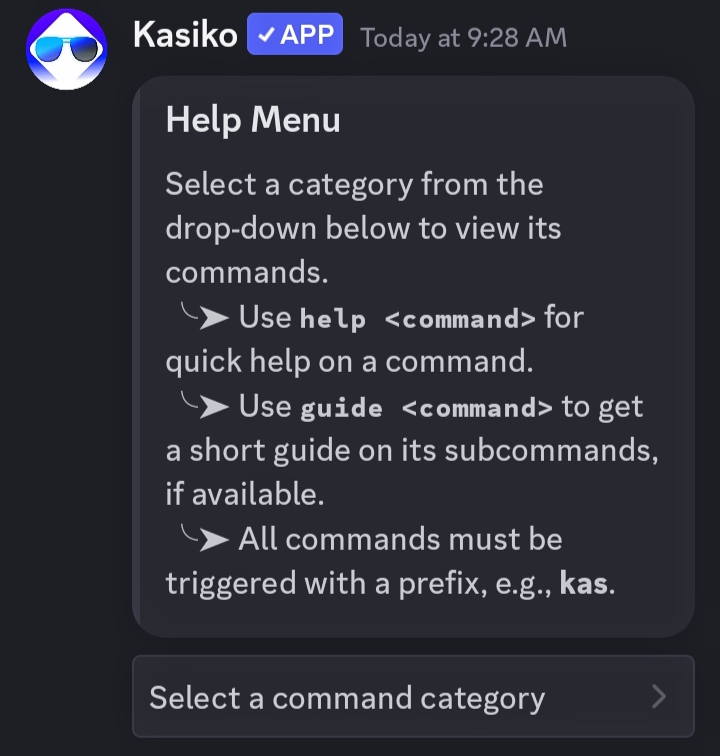 Kasiko ✓ APP Today at 9:28 AM
Help Menu
Select a category from the
drop-down below to view its
commands.
Use help <command> for
quick help on a command.
Use guide <command> to get
a short guide on its subcommands,
if available.
All commands must be
triggered with a prefix, e.g., kas.
Select a command category